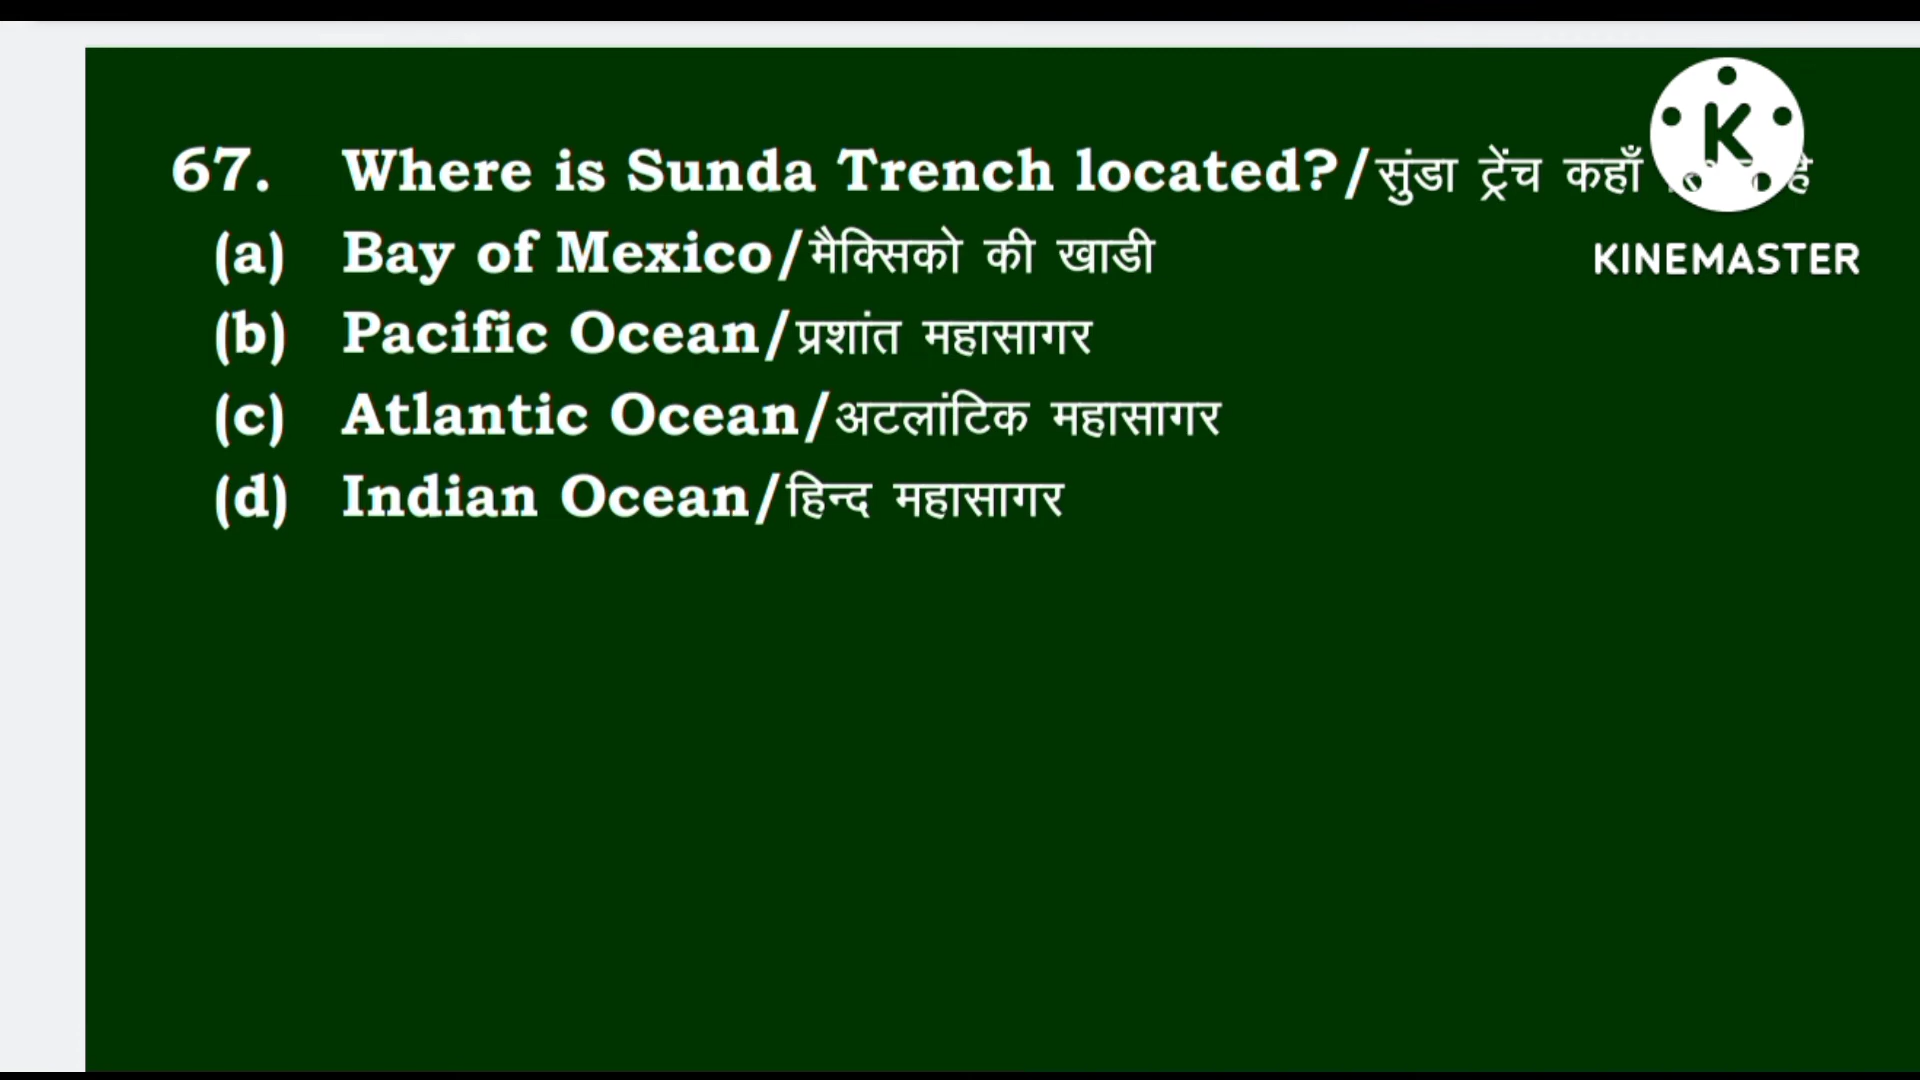 67. Where is Sunda Trench located?/सुंडा ट्रेंच कहाँ है
(a) Bay of Mexico/मैक्सिको की खाडी
(b) Pacific Ocean/प्रशांत महासागर
(c) Atlantic Ocean/अटलांटिक महासागर
(d) Indian Ocean/हिन्द महासागर
K
KINEMASTER